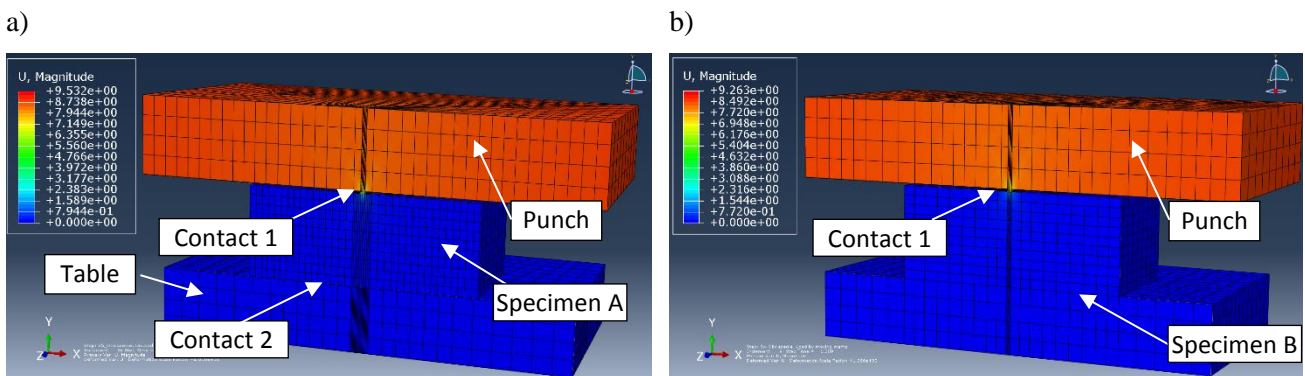 a)
b)
U, Magnitude
+9.532e+00
+8.738e+00
+7.944e+00
+7.149e+00
+6.355e+00
+5.560e+00
+4.766e+00
+3.972e+00
+3.177e+00
+2.383e+00
+1.589e+00
+7.944e-01
+0.000e+00
Punch
Contact 1
Table
Specimen A
Contact 2
Y
Z X
U, Magnitude
+9.263e+00
+8.492e+00
+7.720e+00
+6.948e+00
+6.176e+00
+5.404e+00
+4.632e+00
+3.860e+00
+3.088e+00
+2.316e+00
+1.544e+00
+7.720e-01
+0.000e+00
Punch
Contact 1
Specimen B
Y
Z X